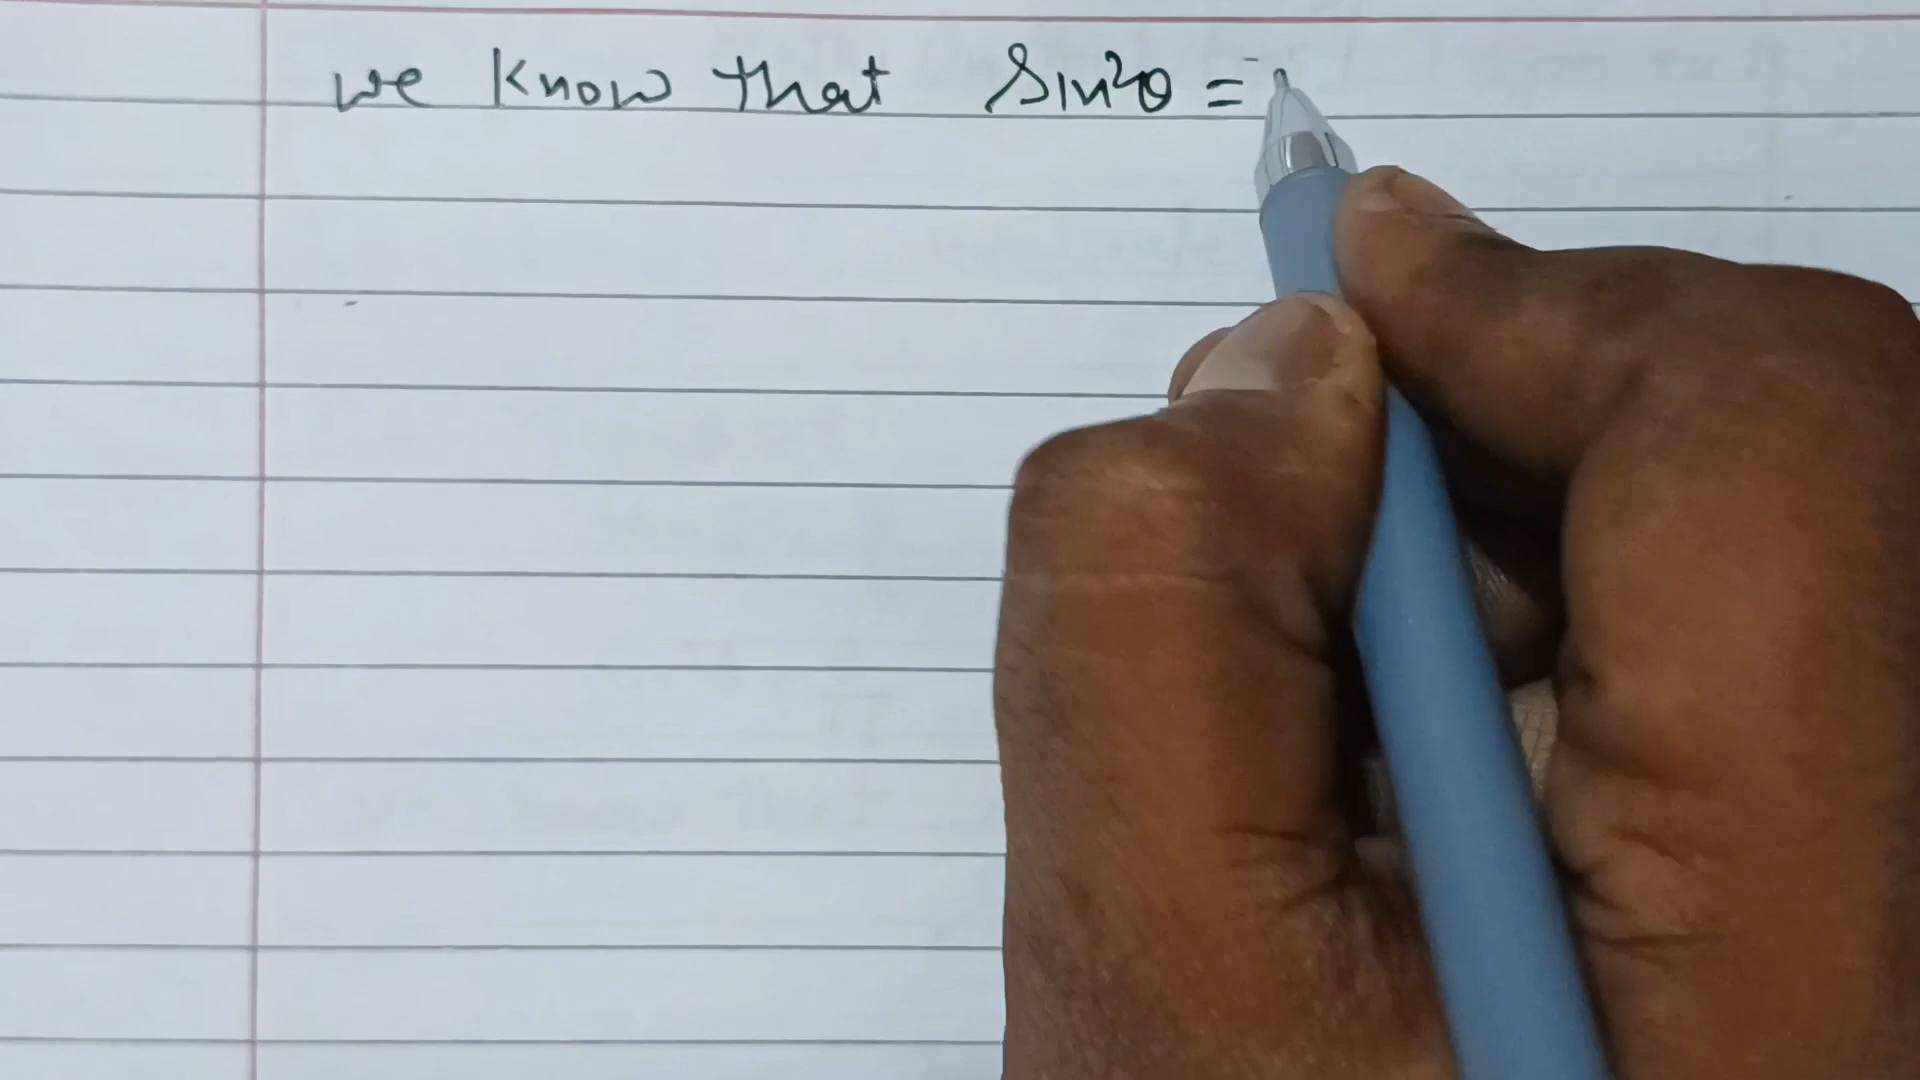 we know that Sin²θ =